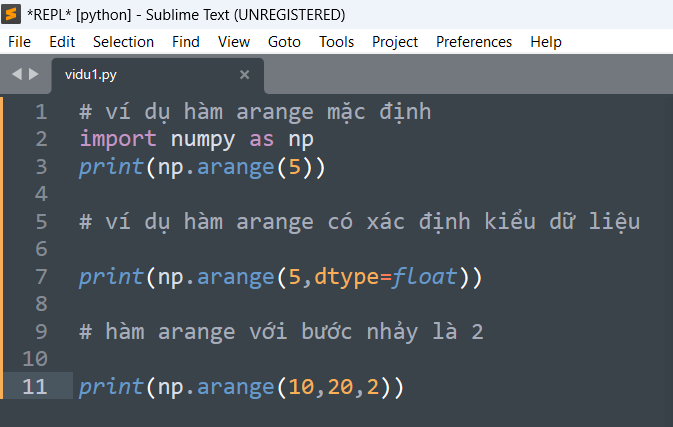 *REPL* [python] - Sublime Text (UNREGISTERED)
File Edit Selection Find View Goto Tools Project Preferences Help
vidu1.py
1 # ví dụ hàm arange mặc định
2 import numpy as np
3 print(np.arange(5))
4
5 # ví dụ hàm arange có xác định kiểu dữ liệu
6
7 print(np.arange(5,dtype=float))
8
9 # hàm arange với bước nhảy là 2
10
11 print(np.arange(10,20,2))